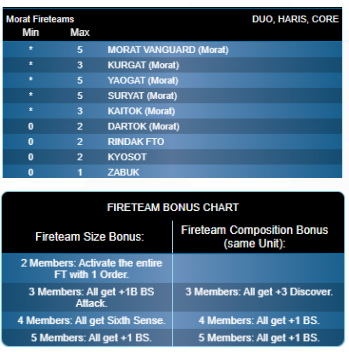 Morat Fireteams DUO, HARIS, CORE
Min Max
* 5 MORAT VANGUARD (Morat)
* 3 KURGAT (Morat)
* 5 YAOGAT (Morat)
* 5 SURYAT (Morat)
* 3 KAITOK (Morat)
0 2 DARTOK (Morat)
0 2 RINDAK FTO
0 2 KYOSOT
0 1 ZABUK
FIRETEAM BONUS CHART
Fireteam Size Bonus:
Fireteam Composition Bonus
(same Unit):
2 Members: Activate the entire
FT with 1 Order.
3 Members: All get +1B BS
Attack.
3 Members: All get +3 Discover.
4 Members: All get Sixth Sense.
4 Members: All get +1 BS.
5 Members: All get +1 BS.
5 Members: All get +1 BS.